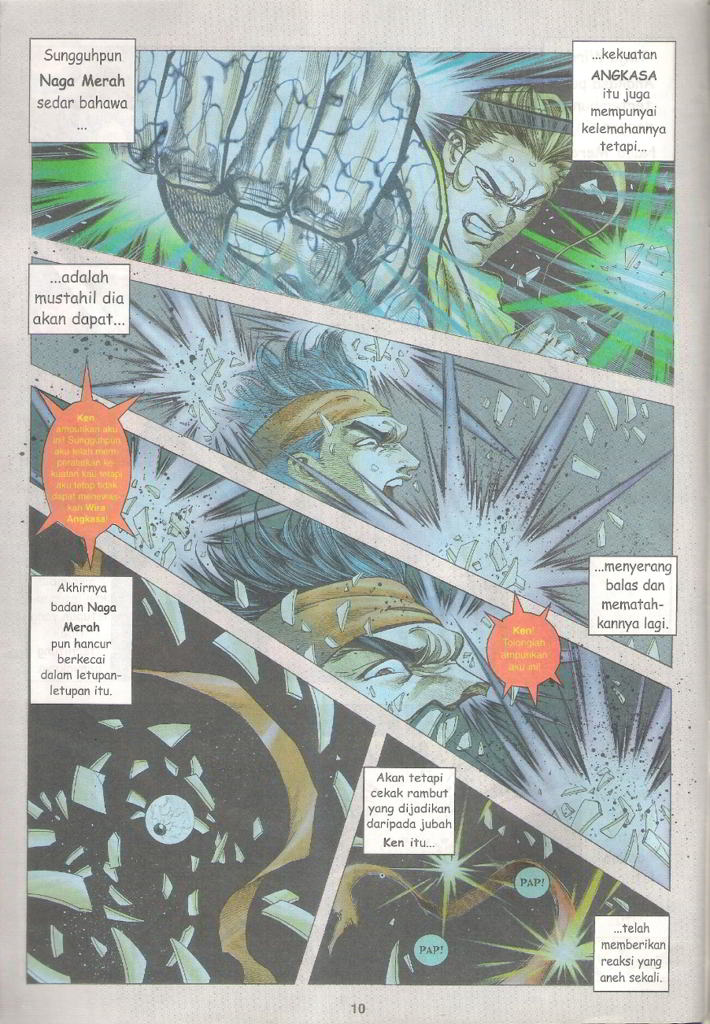 Sungguhpun
Naga Merah
sedar bahawa
...
...kekuatan
ANGKASA
itu juga
mempunyai
kelemahannya
tetapi...
...adalah
mustahil dia
akan dapat...
Ken,
ampunkan aku
ini! Sungguhpun
aku telah mem-
peralatkan ke-
kuatan kau tetapi
aku tetap tidak
dapat menewas-
kan Wira
Angkasa!
...menyerang
balas dan
mematah-
kannya lagi.
Ken!
Tolonglah
ampunkan
aku ini!
Akhirnya
badan Naga
Merah
pun hancur
berkecai
dalam letupan-
letupan itu.
Akan tetapi
cekak rambut
yang dijadikan
daripada jubah
Ken itu...
PAP!
PAP!
...telah
memberikan
reaksi yang
aneh sekali.
10